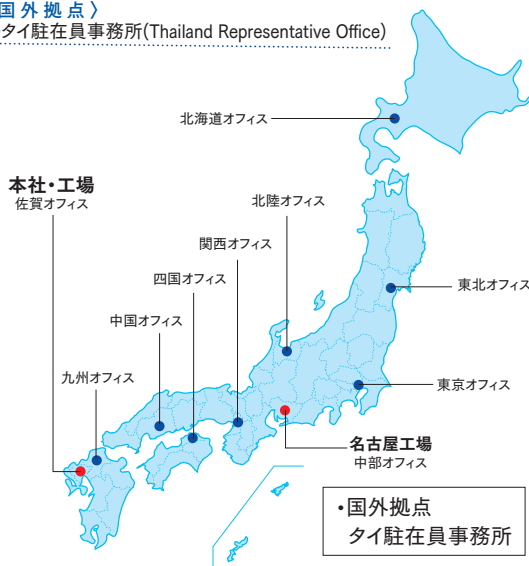 国外拠点〉
タイ駐在員事務所(Thailand Representative Office)
北海道オフィス
本社・工場
佐賀オフィス
北陸オフィス
関西オフィス
四国オフィス
東北オフィス
中国オフィス
九州オフィス
東京オフィス
名古屋工場
中部オフィス
・国外拠点
タイ駐在員事務所